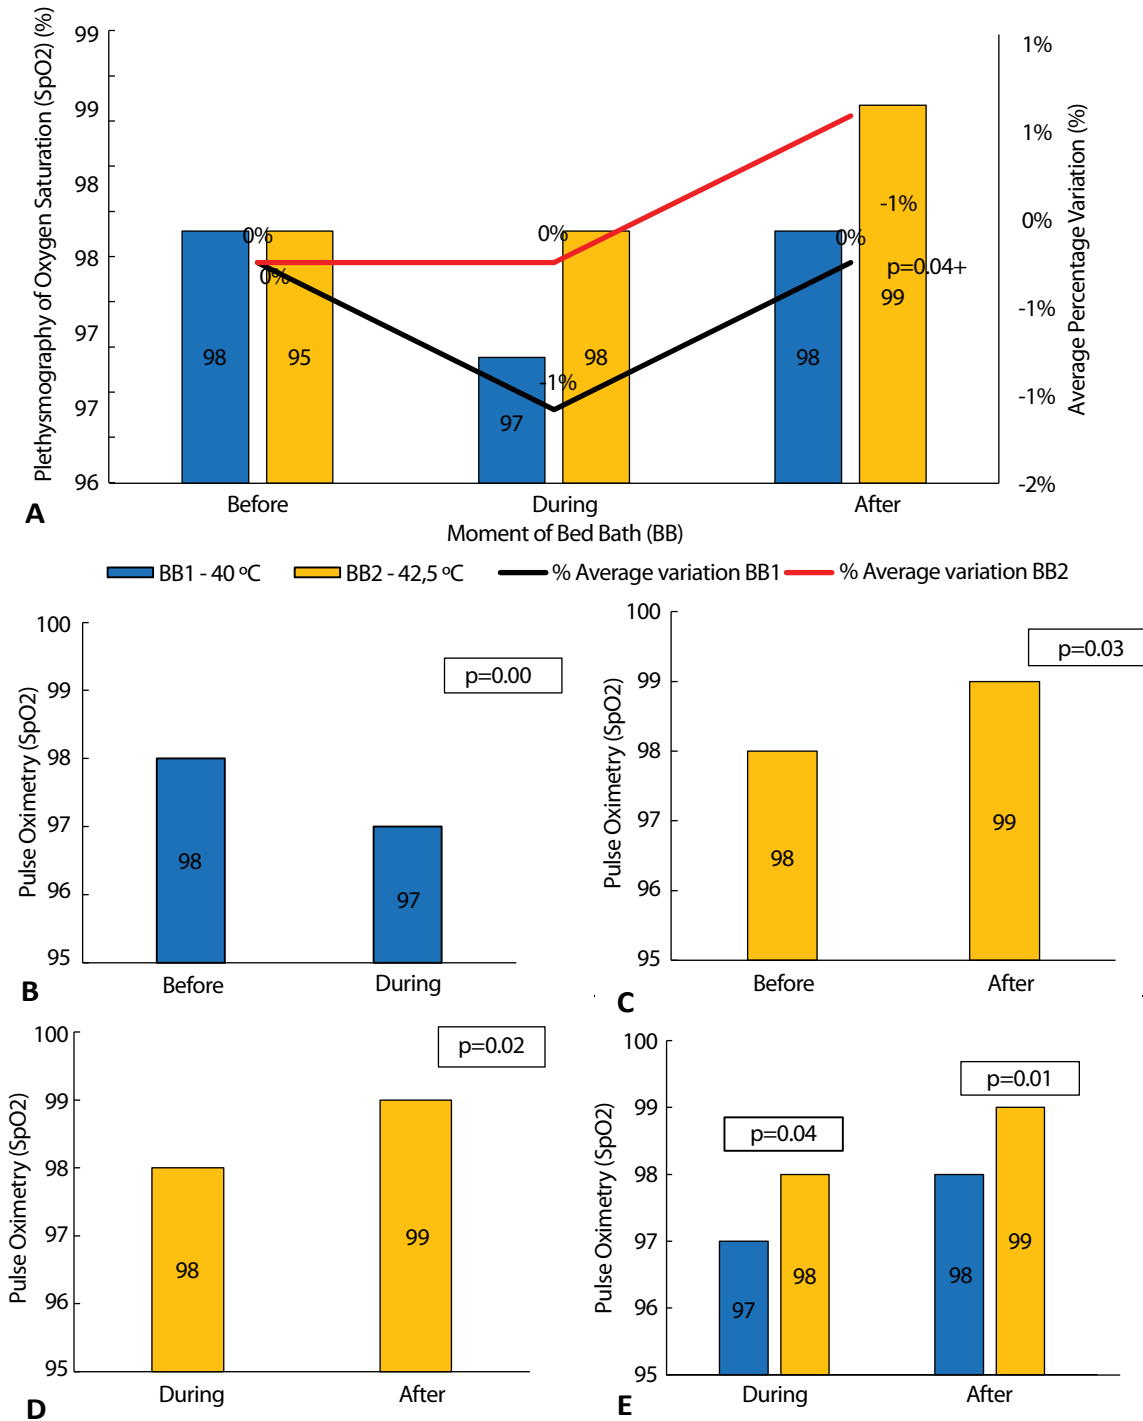 Plethysmography of Oxygen Saturation (SpO2) (%)
99
99
98
98
97
97
96
0%
0%
98
95
0%
-1%
97
98
0%
-1%
p=0.04+
98
99
1%
1%
0%
-1%
-1%
-2%
Average Percentage Variation (%)
Before During After
Moment of Bed Bath (BB)
A
BB1 - 40 ºC BB2 - 42,5 ºC % Average variation BB1 % Average variation BB2
Pulse Oximetry (SpO2)
100
99
98
97
96
95
p=0.00
98
97
Before During
B
Pulse Oximetry (SpO2)
100
99
98
97
96
95
p=0.03
98
99
Before After
C
Pulse Oximetry (SpO2)
100
99
98
97
96
95
p=0.02
98
99
During After
D
Pulse Oximetry (SpO2)
100
99
98
97
96
95
p=0.04
p=0.01
97
98
98
99
During After
E